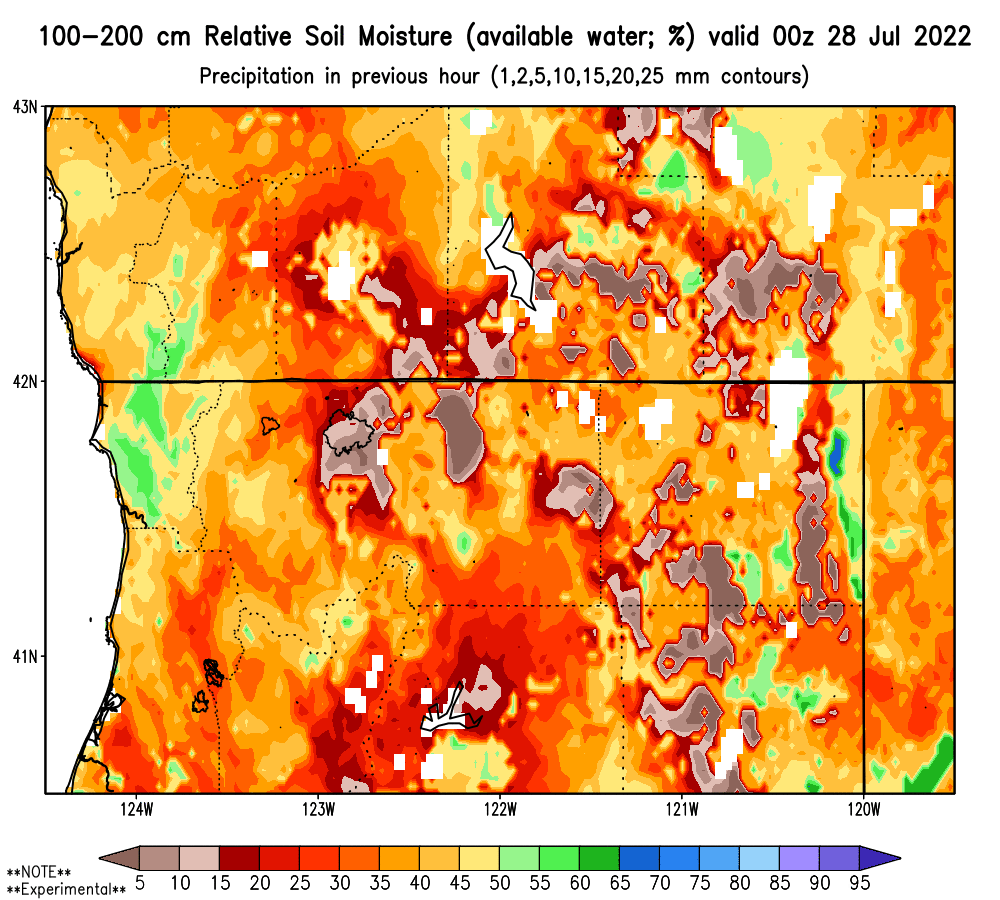 100-200 cm Relative Soil Moisture (available water; %) valid 00z 28 Jul 2022
Precipitation in previous hour (1,2,5,10,15,20,25 mm contours)
43N
42N
41N
124W 123W 122W 121W 120W
**NOTE**
**Experimental**
5 10 15 20 25 30 35 40 45 50 55 60 65 70 75 80 85 90 95